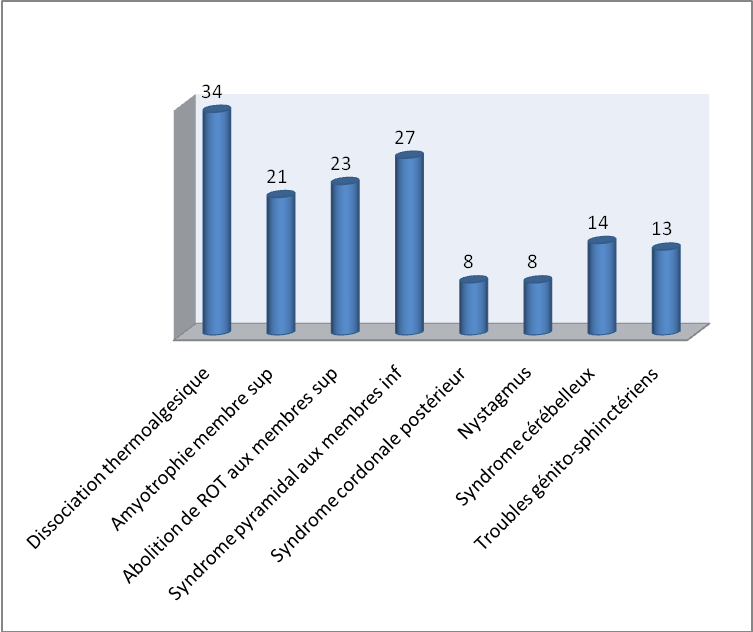 34
21
23
27
8
8
14
13
Dissociation thermoalgesique
Amyotrophie membre sup
Abolition de ROT aux membres sup
Syndrome pyramidal aux membres inf
Syndrome cordonale postérieur
Nystagmus
Syndrome cérébelleux
Troubles génito-sphinctériens